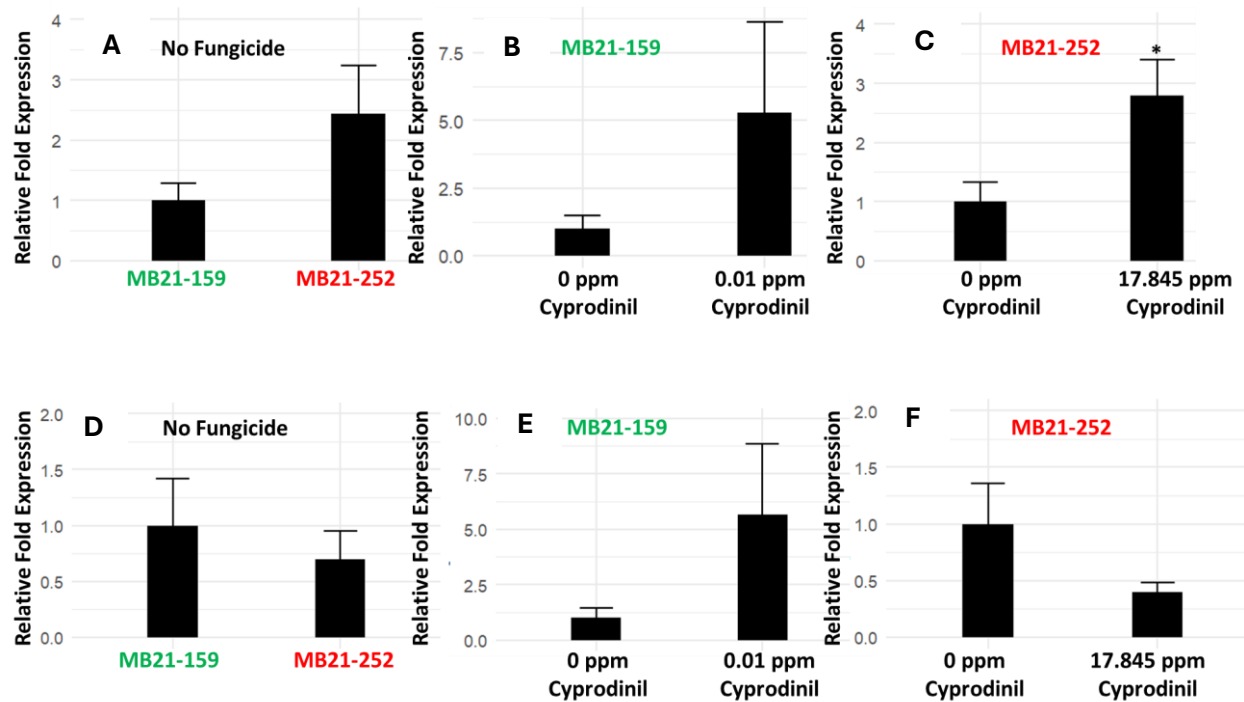 A
No Fungicide
Relative Fold Expression
4
3
2
1
0
MB21-159
MB21-252
B
MB21-159
Relative Fold Expression
7.5
5.0
2.5
0.0
0 ppm
Cyprodinil
0.01 ppm
Cyprodinil
C
MB21-252
*
Relative Fold Expression
4
3
2
1
0
0 ppm
Cyprodinil
17.845 ppm
Cyprodinil
D
No Fungicide
Relative Fold Expression
2.0
1.5
1.0
0.5
0.0
MB21-159
MB21-252
E
MB21-159
Relative Fold Expression
10.0
7.5
5.0
2.5
0.0
0 ppm
Cyprodinil
0.01 ppm
Cyprodinil
F
MB21-252
Relative Fold Expression
2.0
1.5
1.0
0.5
0.0
0 ppm
Cyprodinil
17.845 ppm
Cyprodinil